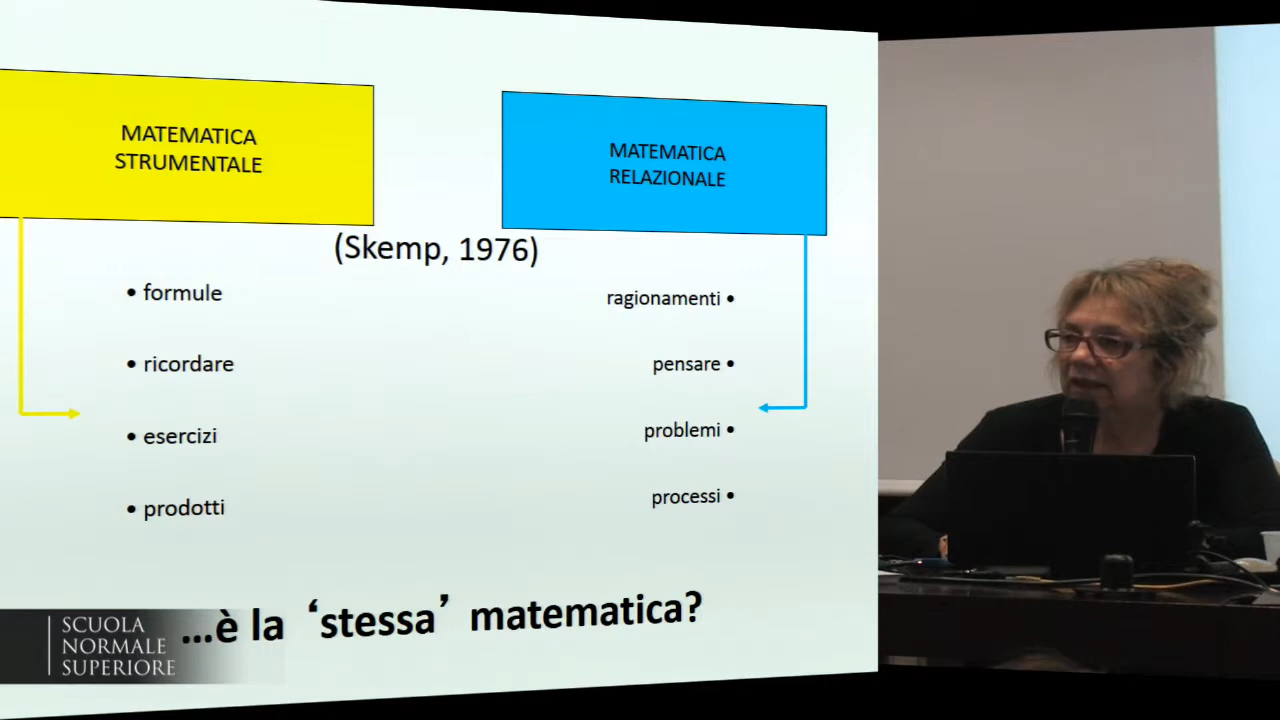 MATEMATICA
STRUMENTALE
MATEMATICA
RELAZIONALE
(Skemp, 1976)
• formule
• ricordare
• esercizi
• prodotti
ragionamenti •
pensare •
problemi •
processi •
...è la ‘stessa’ matematica?
SCUOLA
NORMALE
SUPERIORE